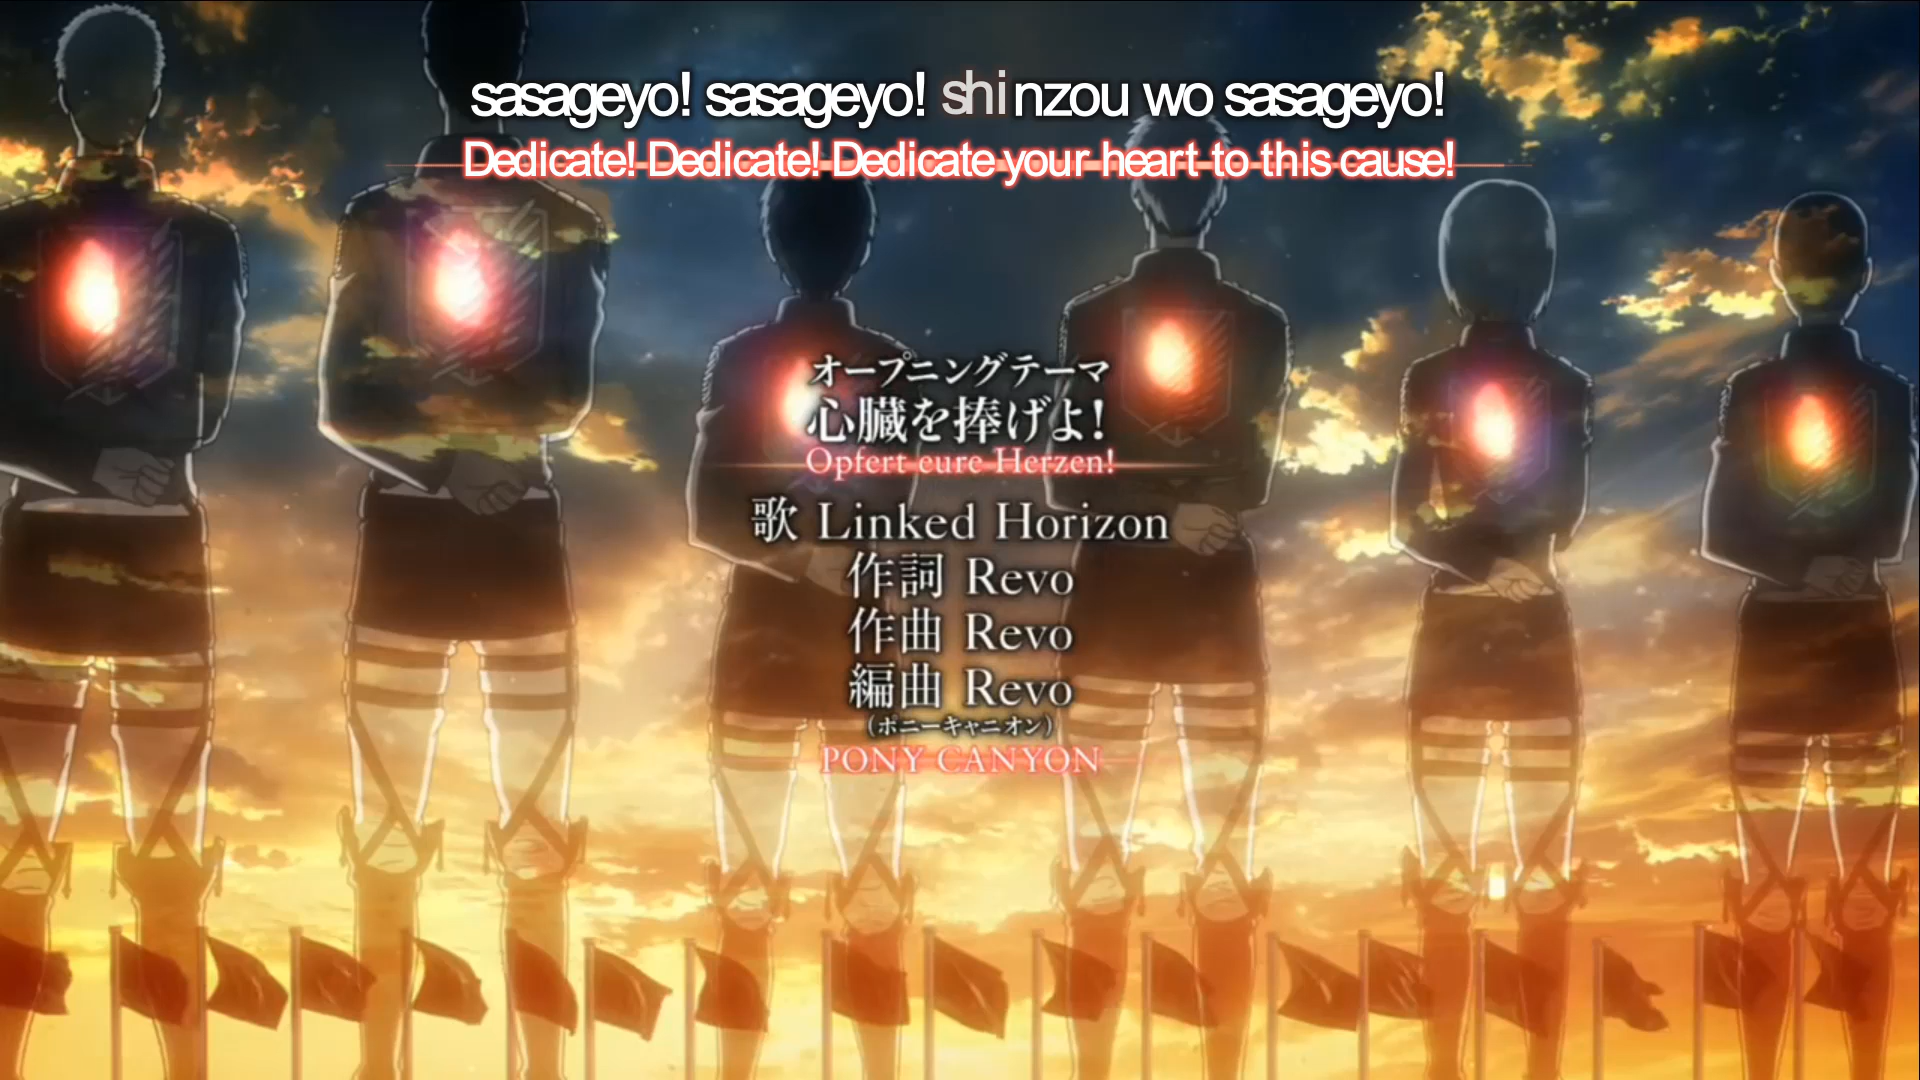 sasageyo! sasageyo! shinzou wo sasageyo!
Dedicate! Dedicate! Dedicate your heart to this cause!
オープニングテーマ
心臓を捧げよ!
Opfert eure Herzen!
歌 Linked Horizon
作詞 Revo
作曲 Revo
編曲 Revo
(ポニーキャニオン)
PONY CANYON